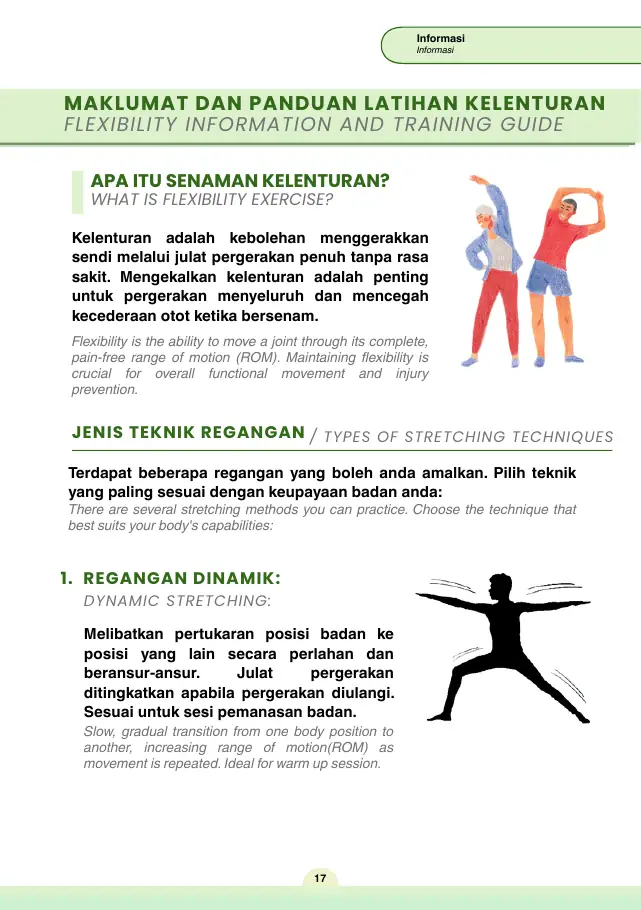 Informasi
Informasi
MAKLUMAT DAN PANDUAN LATIHAN KELENTURAN
FLEXIBILITY INFORMATION AND TRAINING GUIDE
APA ITU SENAMAN KELENTURAN?
WHAT IS FLEXIBILITY EXERCISE?
Kelenturan adalah kebolehan menggerakkan
sendi melalui julat pergerakan penuh tanpa rasa
sakit. Mengekalkan kelenturan adalah penting
untuk pergerakan menyeluruh dan mencegah
kecederaan otot ketika bersenam.
Flexibility is the ability to move a joint through its complete,
pain-free range of motion (ROM). Maintaining flexibility is
crucial for overall functional movement and injury
prevention.
JENIS TEKNIK REGANGAN / TYPES OF STRETCHING TECHNIQUES
Terdapat beberapa regangan yang boleh anda amalkan. Pilih teknik
yang paling sesuai dengan keupayaan badan anda:
There are several stretching methods you can practice. Choose the technique that
best suits your body's capabilities:
1. REGANGAN DINAMIK:
DYNAMIC STRETCHING:
Melibatkan pertukaran posisi badan ke
posisi yang lain secara perlahan dan
beransur-ansur. Julat pergerakan
ditingkatkan apabila pergerakan diulangi.
Sesuai untuk sesi pemanasan badan.
Slow, gradual transition from one body position to
another, increasing range of motion(ROM) as
movement is repeated. Ideal for warm up session.
17